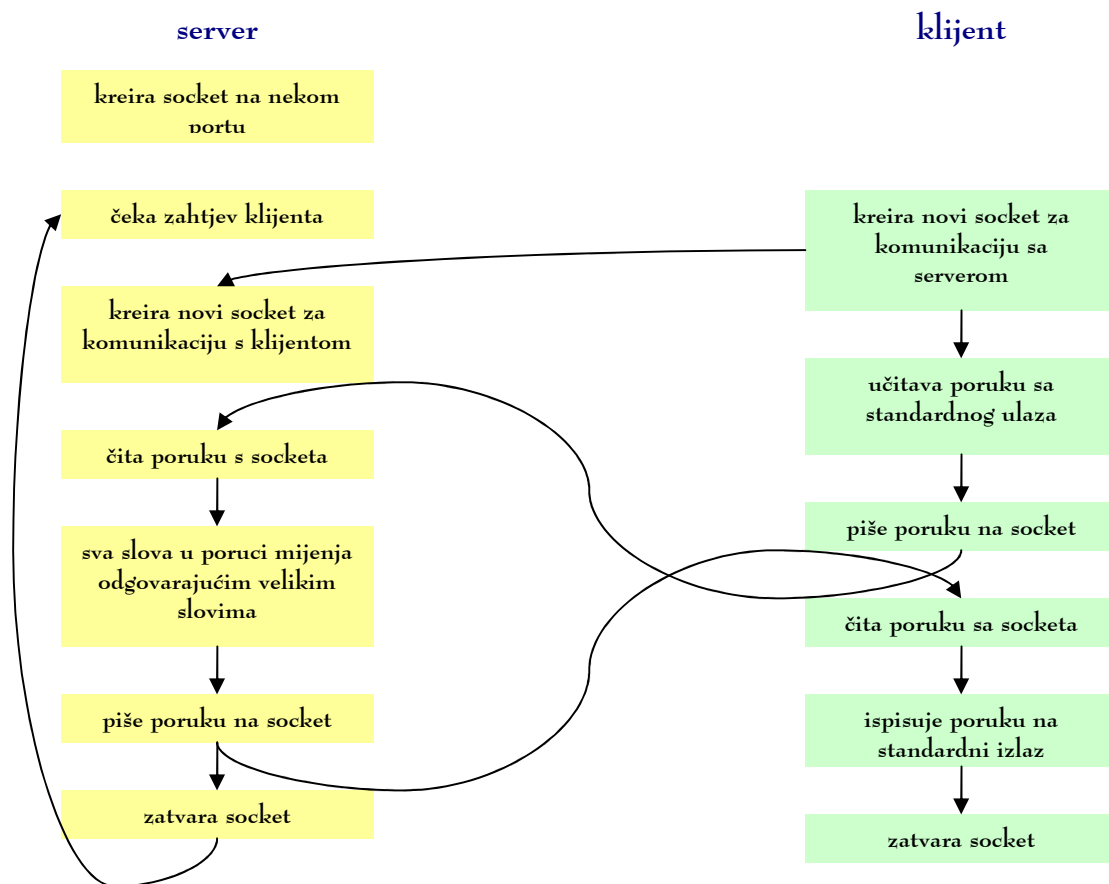 server
kreira socket na nekom
portu
čeka zahtjev klijenta
kreira novi socket za
komunikaciju s klijentom
čita poruku s socketa
sva slova u poruci mijenja
odgovarajućim velikim
slovima
piše poruku na socket
zatvara socket
klijent
kreira novi socket za
komunikaciju sa
serverom
učitava poruku sa
standardnog ulaza
piše poruku na socket
čita poruku sa socketa
ispisuje poruku na
standardni izlaz
zatvara socket